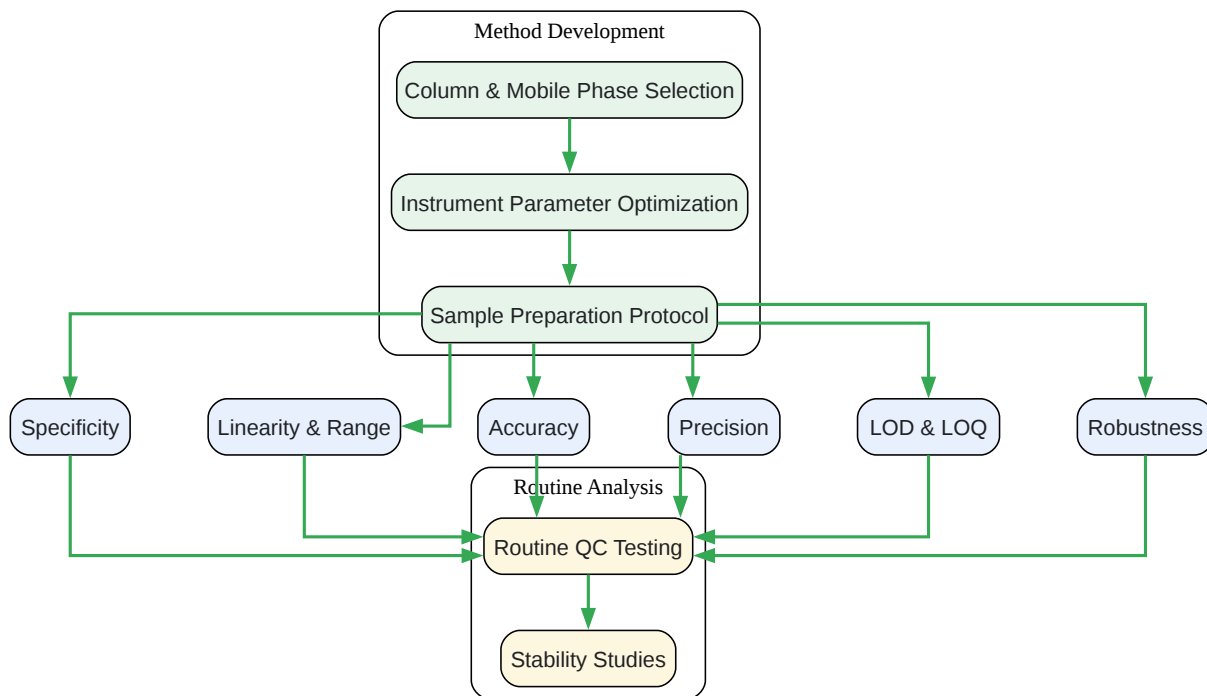 Method Development
Column & Mobile Phase Selection
Instrument Parameter Optimization
Sample Preparation Protocol
Specificity
Linearity & Range
Accuracy
Precision
LOD & LOQ
Robustness
Routine Analysis
Routine QC Testing
Stability Studies